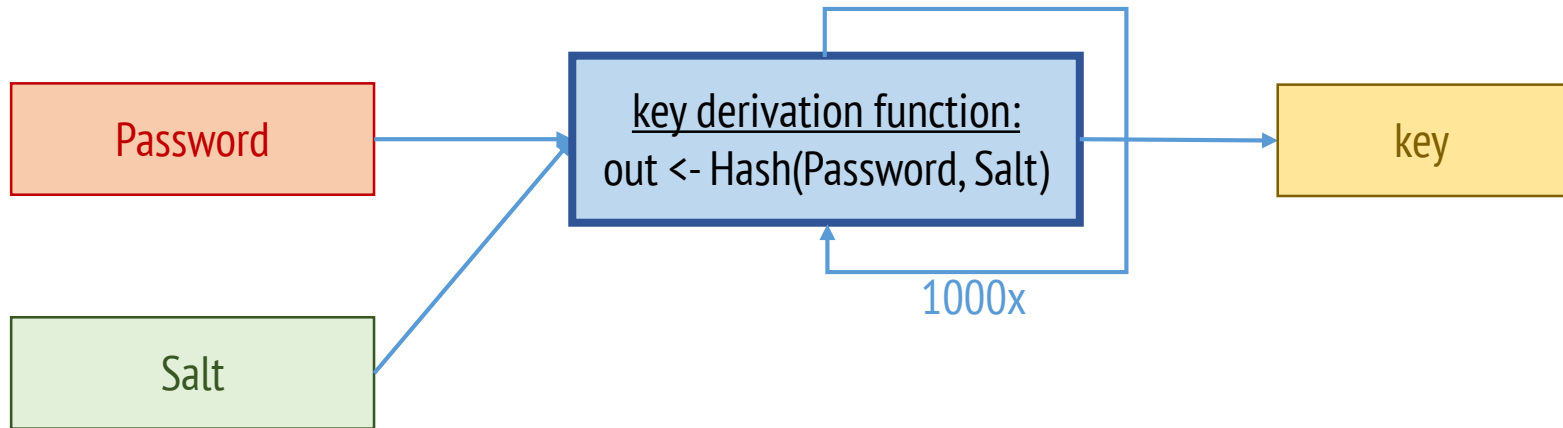 Password
key derivation function:
out <- Hash(Password, Salt)
key
1000x
Salt